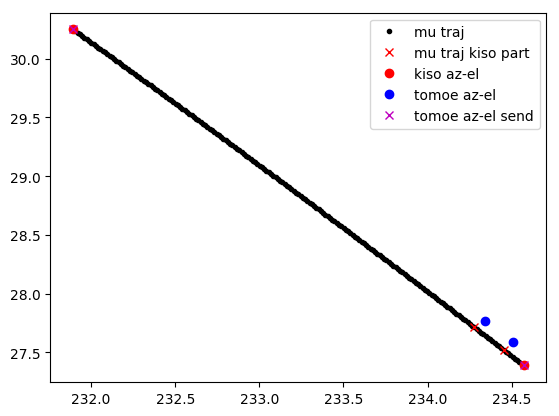 30.0
29.5
29.0
28.5
28.0
27.5
232.0 232.5 233.0 233.5 234.0 234.5
mu traj
mu traj kiso part
kiso az-el
tomoe az-el
tomoe az-el send